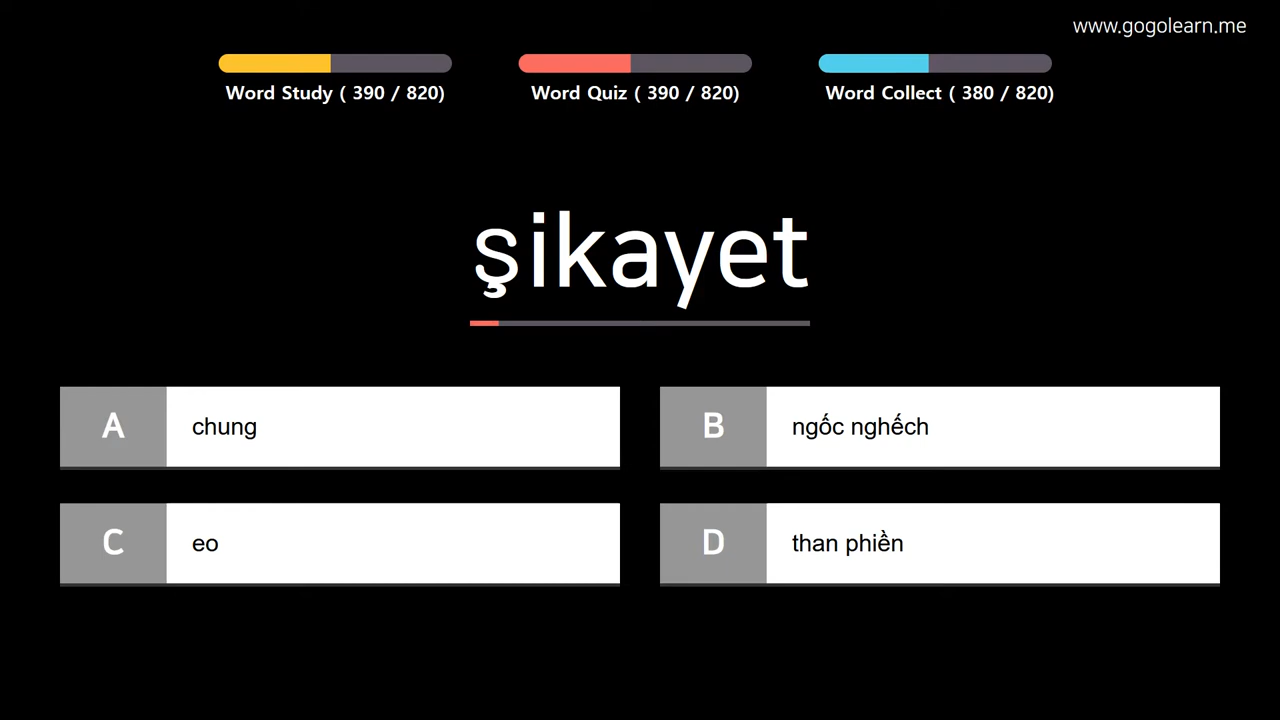 www.gogolearn.me
Word Study ( 390 / 820)
Word Quiz ( 390 / 820)
Word Collect ( 380 / 820)
şikayet
A chung
B ngốc nghếch
C eo
D than phiền